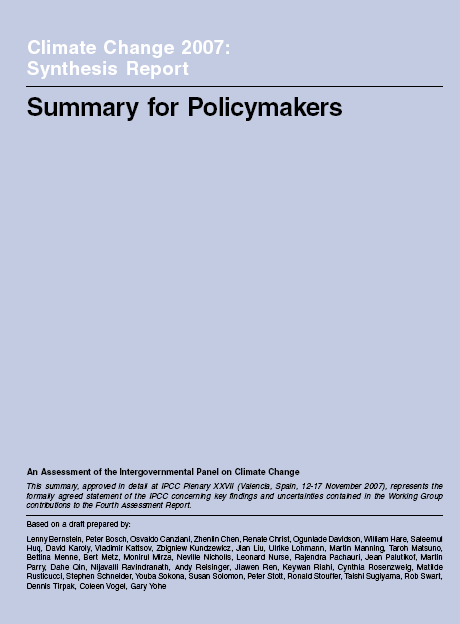 Climate Change 2007:
Synthesis Report
Summary for Policymakers
An Assessment of the Intergovernmental Panel on Climate Change
This summary, approved in detail at IPCC Plenary XXVII (Valencia, Spain, 12-17 November 2007), represents the
formally agreed statement of the IPCC concerning key findings and uncertainties contained in the Working Group
contributions to the Fourth Assessment Report.
Based on a draft prepared by:
Lenny Bernstein, Peter Bosch, Osvaldo Canziani, Zhenlin Chen, Renate Christ, Ogunlade Davidson, William Hare, Saleemul
Huq, David Karoly, Vladimir Kattsov, Zbigniew Kundzewicz, Jian Liu, Ulrike Lohmann, Martin Manning, Taroh Matsuno,
Bettina Menne, Bert Metz, Monirul Mirza, Neville Nicholls, Leonard Nurse, Rajendra Pachauri, Jean Palutikof, Martin
Parry, Dahe Qin, Nijavalli Ravindranath, Andy Reisinger, Jiawen Ren, Keywan Riahi, Cynthia Rosenzweig, Matilde
Rusticucci, Stephen Schneider, Youba Sokona, Susan Solomon, Peter Stott, Ronald Stouffer, Taishi Sugiyama, Rob Swart,
Dennis Tirpak, Coleen Vogel, Gary Yohe